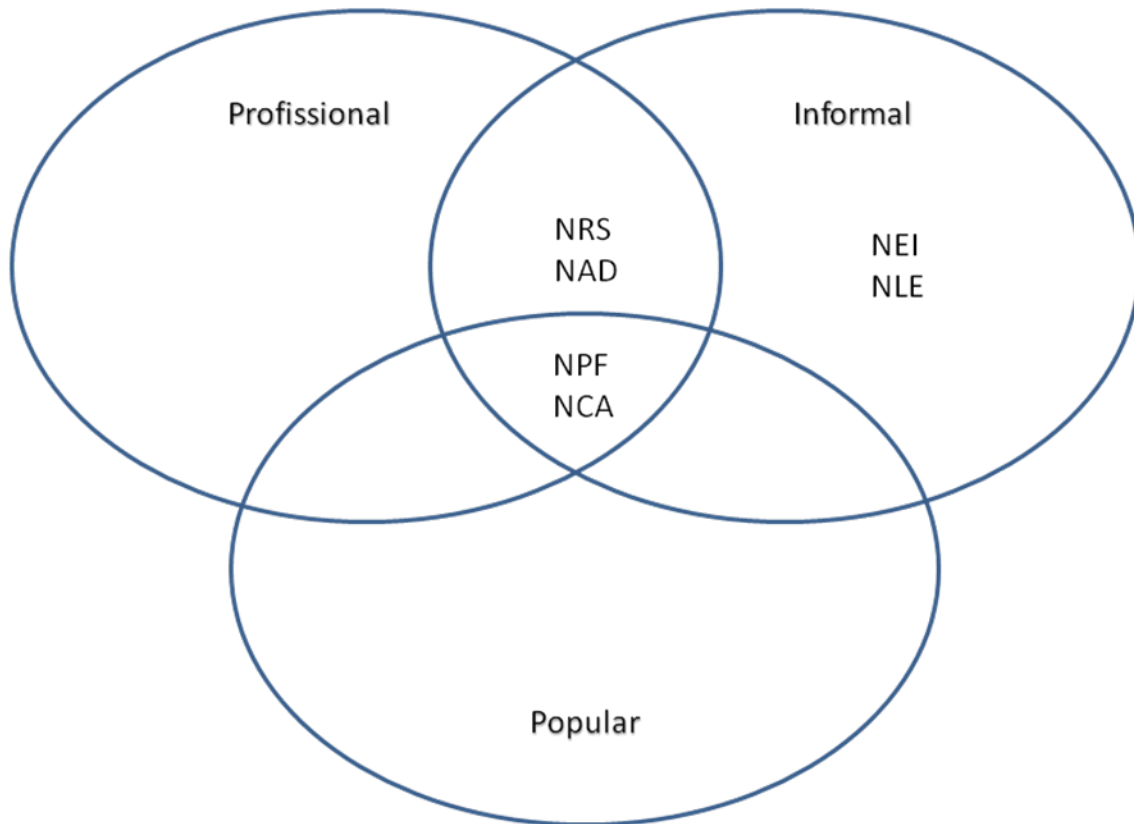 Profissional
Informal
NRS
NAD
NEI
NLE
NPF
NCA
Popular